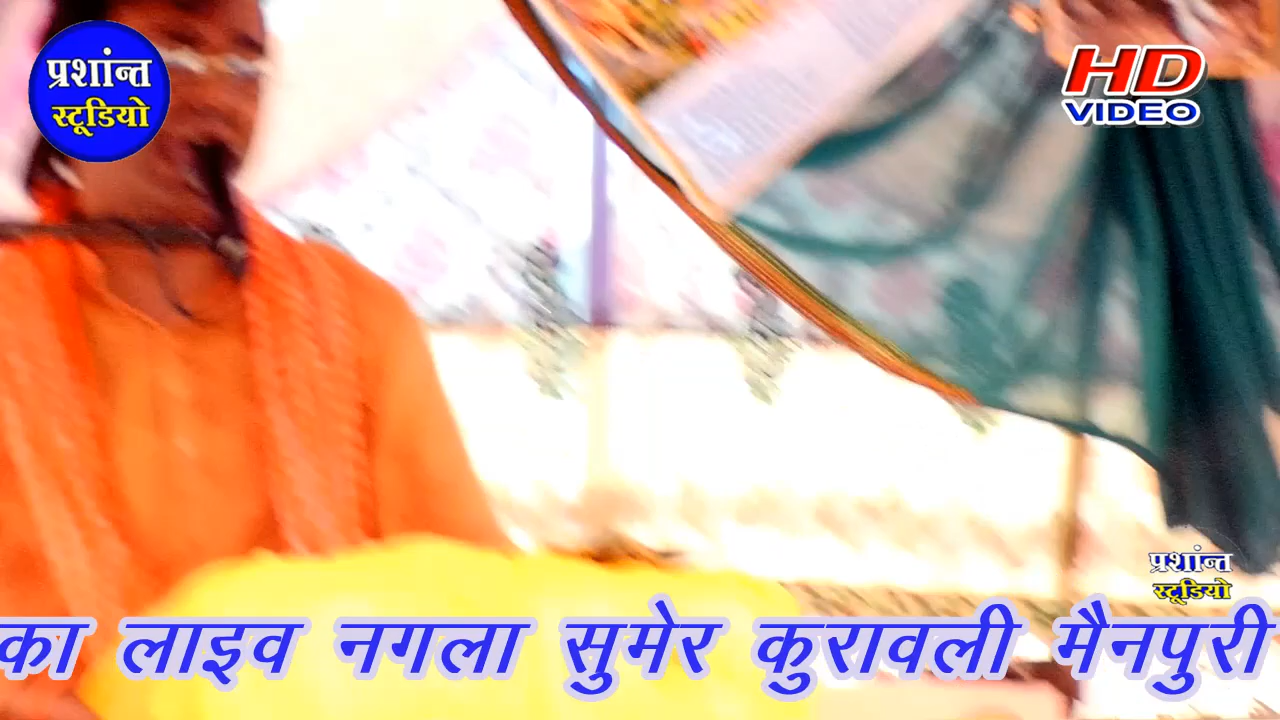 प्रशांन्त
स्टूडियो
HD
VIDEO
प्रशांन्त
स्टूडियो
का लाइव नगला सुमेर कुरावली मैनपुरी